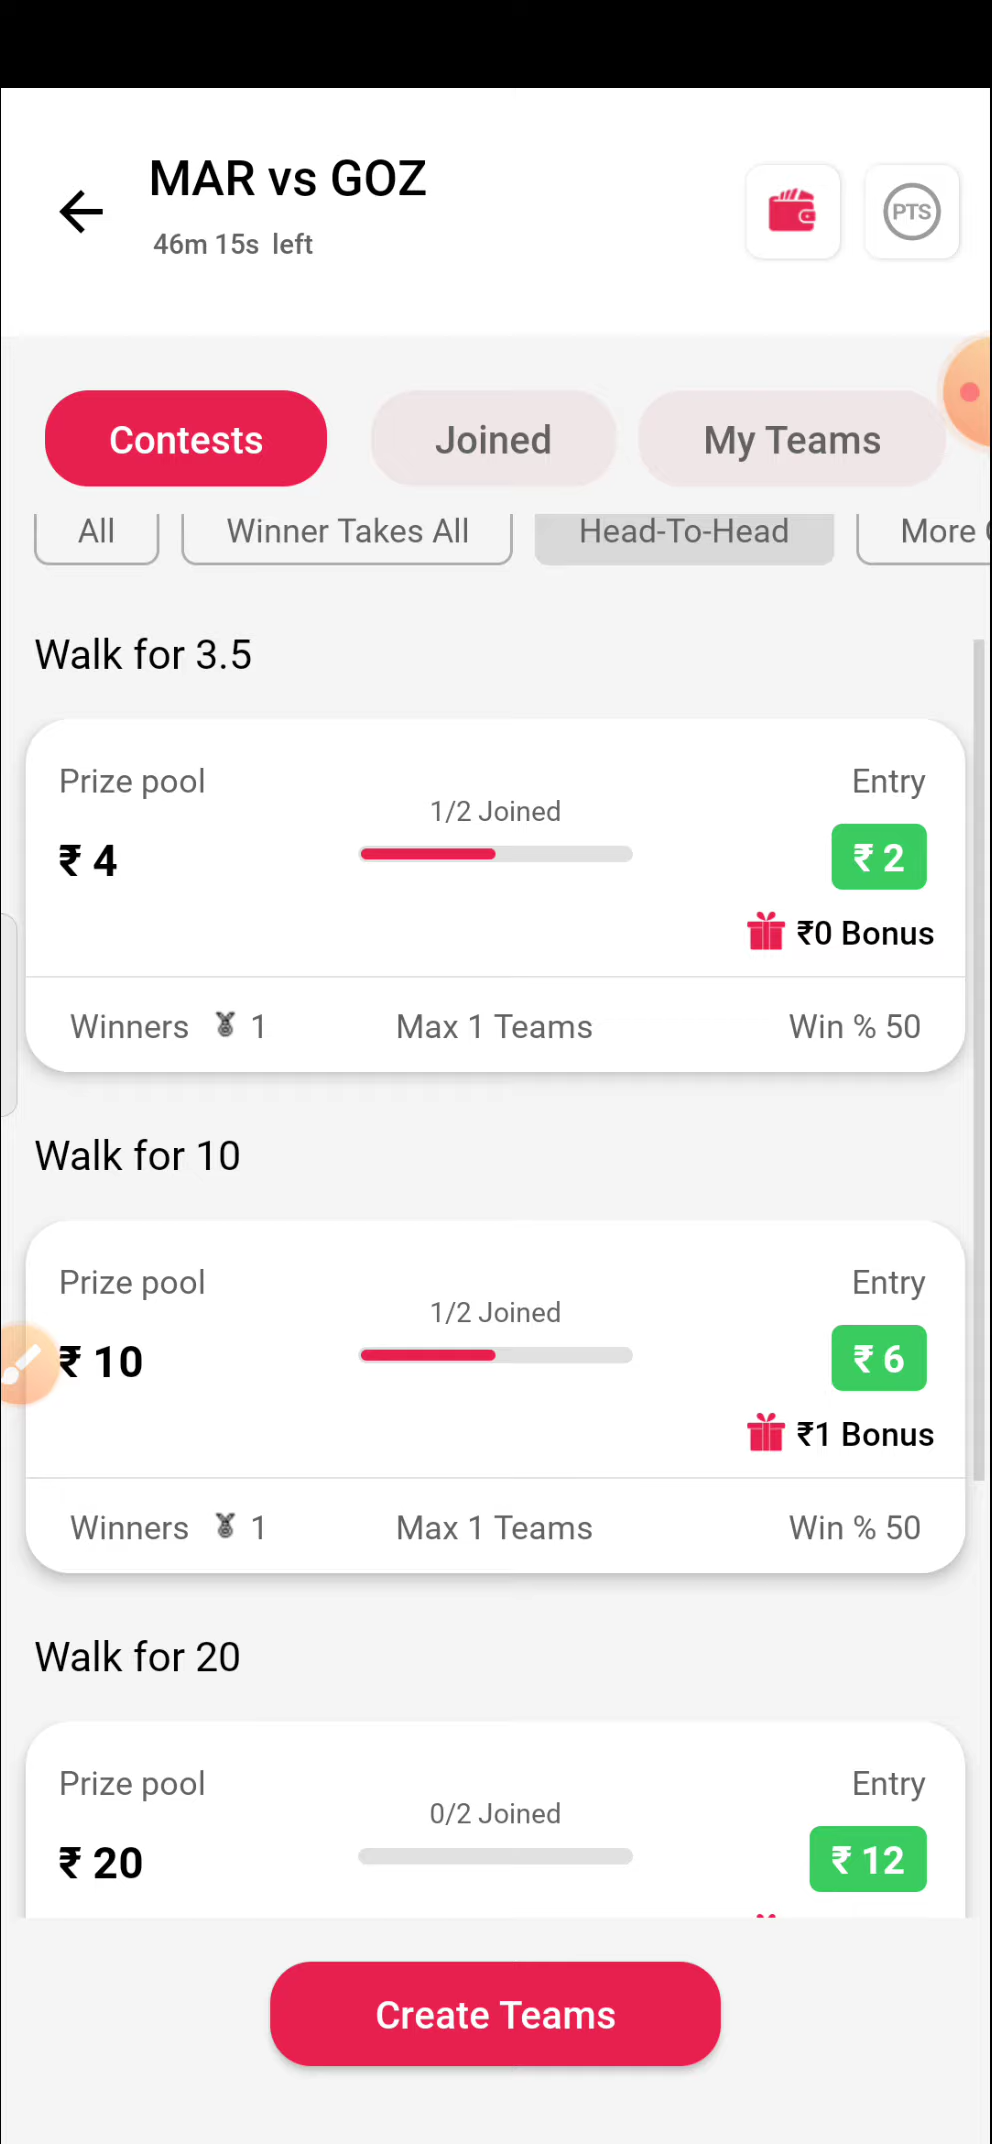 MAR vs GOZ
46m 15s left
PTS
Contests
Joined
My Teams
All
Winner Takes All
Head-To-Head
More
Walk for 3.5
Prize pool
1/2 Joined
Entry
₹ 4
₹ 2
₹0 Bonus
Winners 1
Max 1 Teams
Win % 50
Walk for 10
Prize pool
1/2 Joined
Entry
₹ 10
₹ 6
₹1 Bonus
Winners 1
Max 1 Teams
Win % 50
Walk for 20
Prize pool
0/2 Joined
Entry
₹ 20
₹ 12
Create Teams